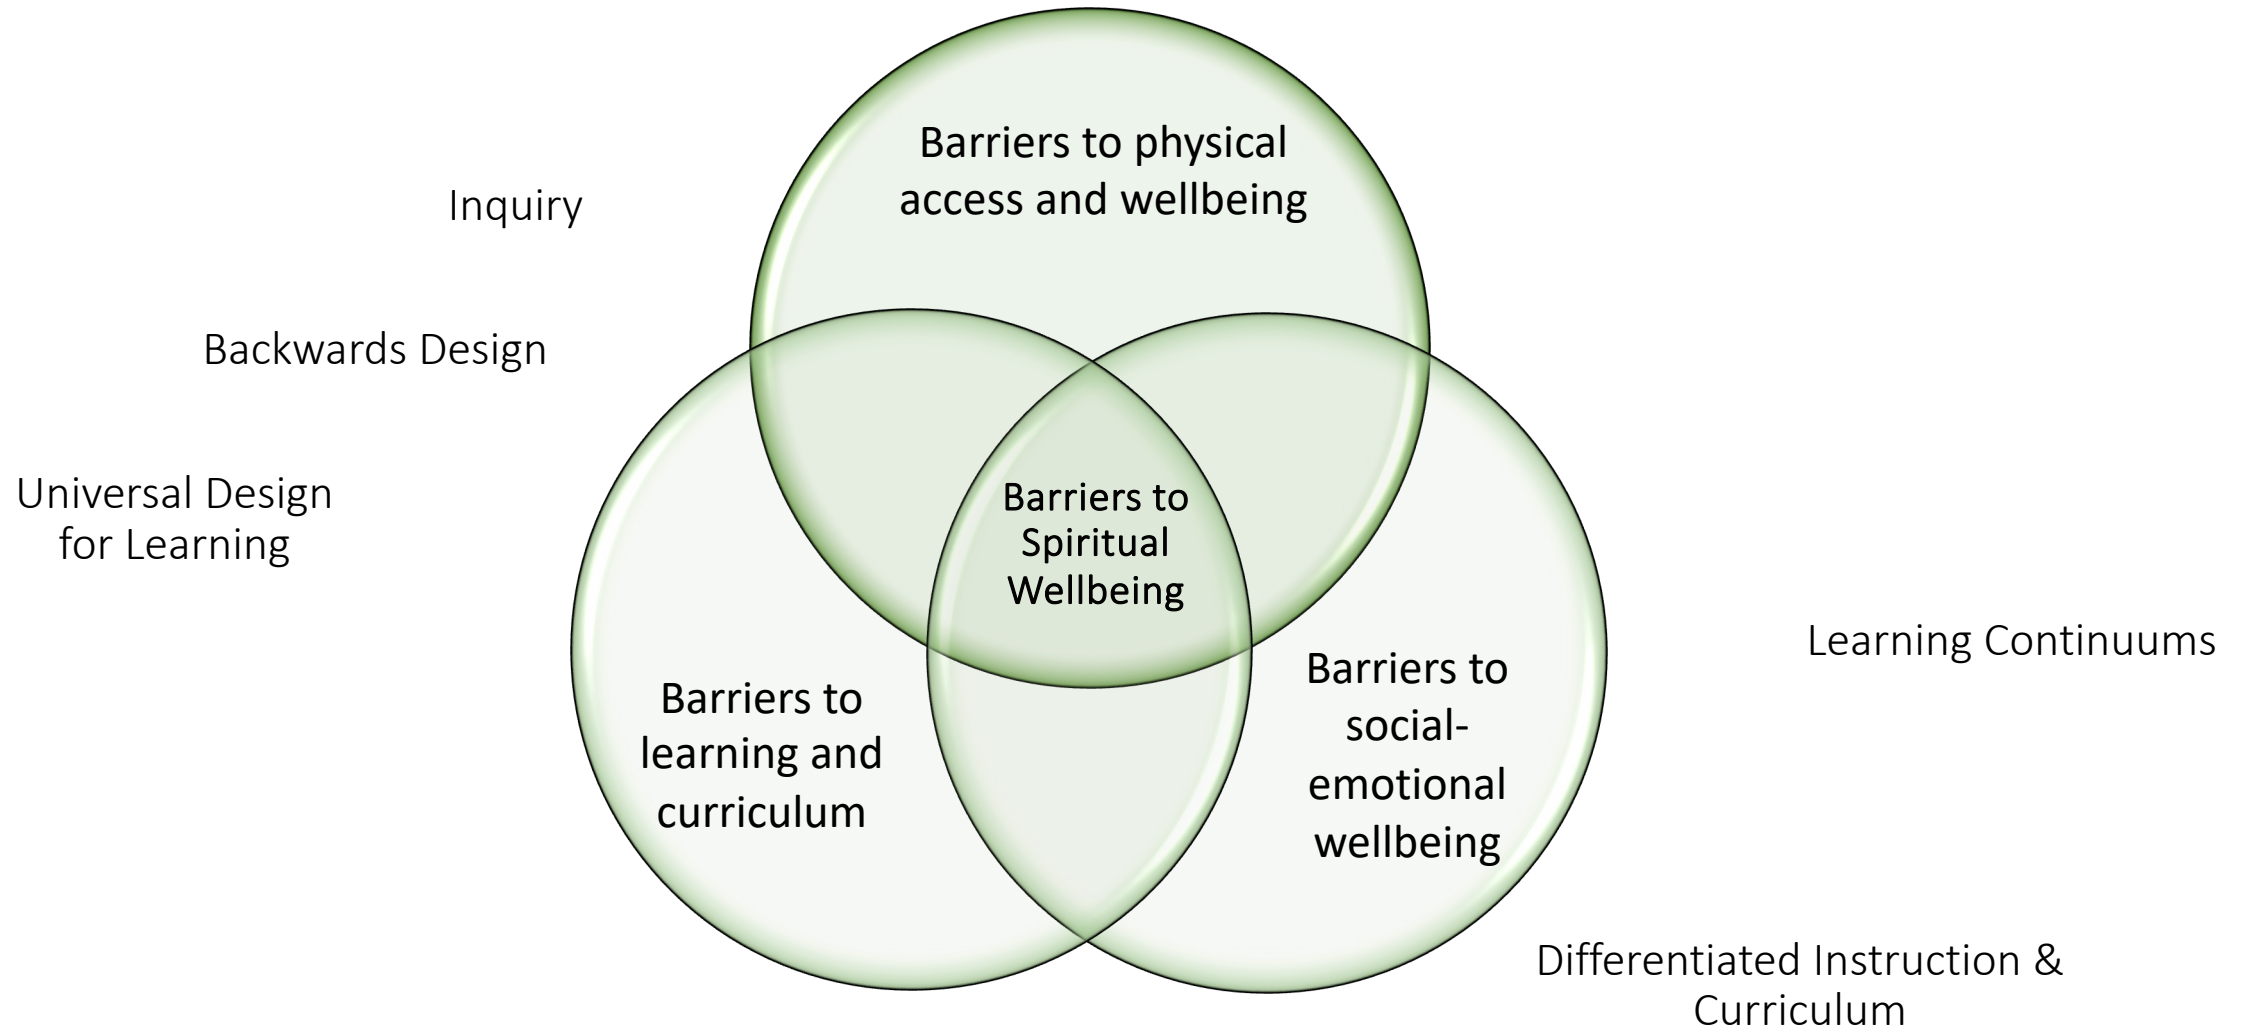 Barriers to physical
access and wellbeing
Inquiry
Backwards Design
Universal Design
for Learning
Barriers to
Spiritual
Wellbeing
Barriers to
learning and
curriculum
Barriers to
social-
emotional
wellbeing
Learning Continuums
Differentiated Instruction &
Curriculum